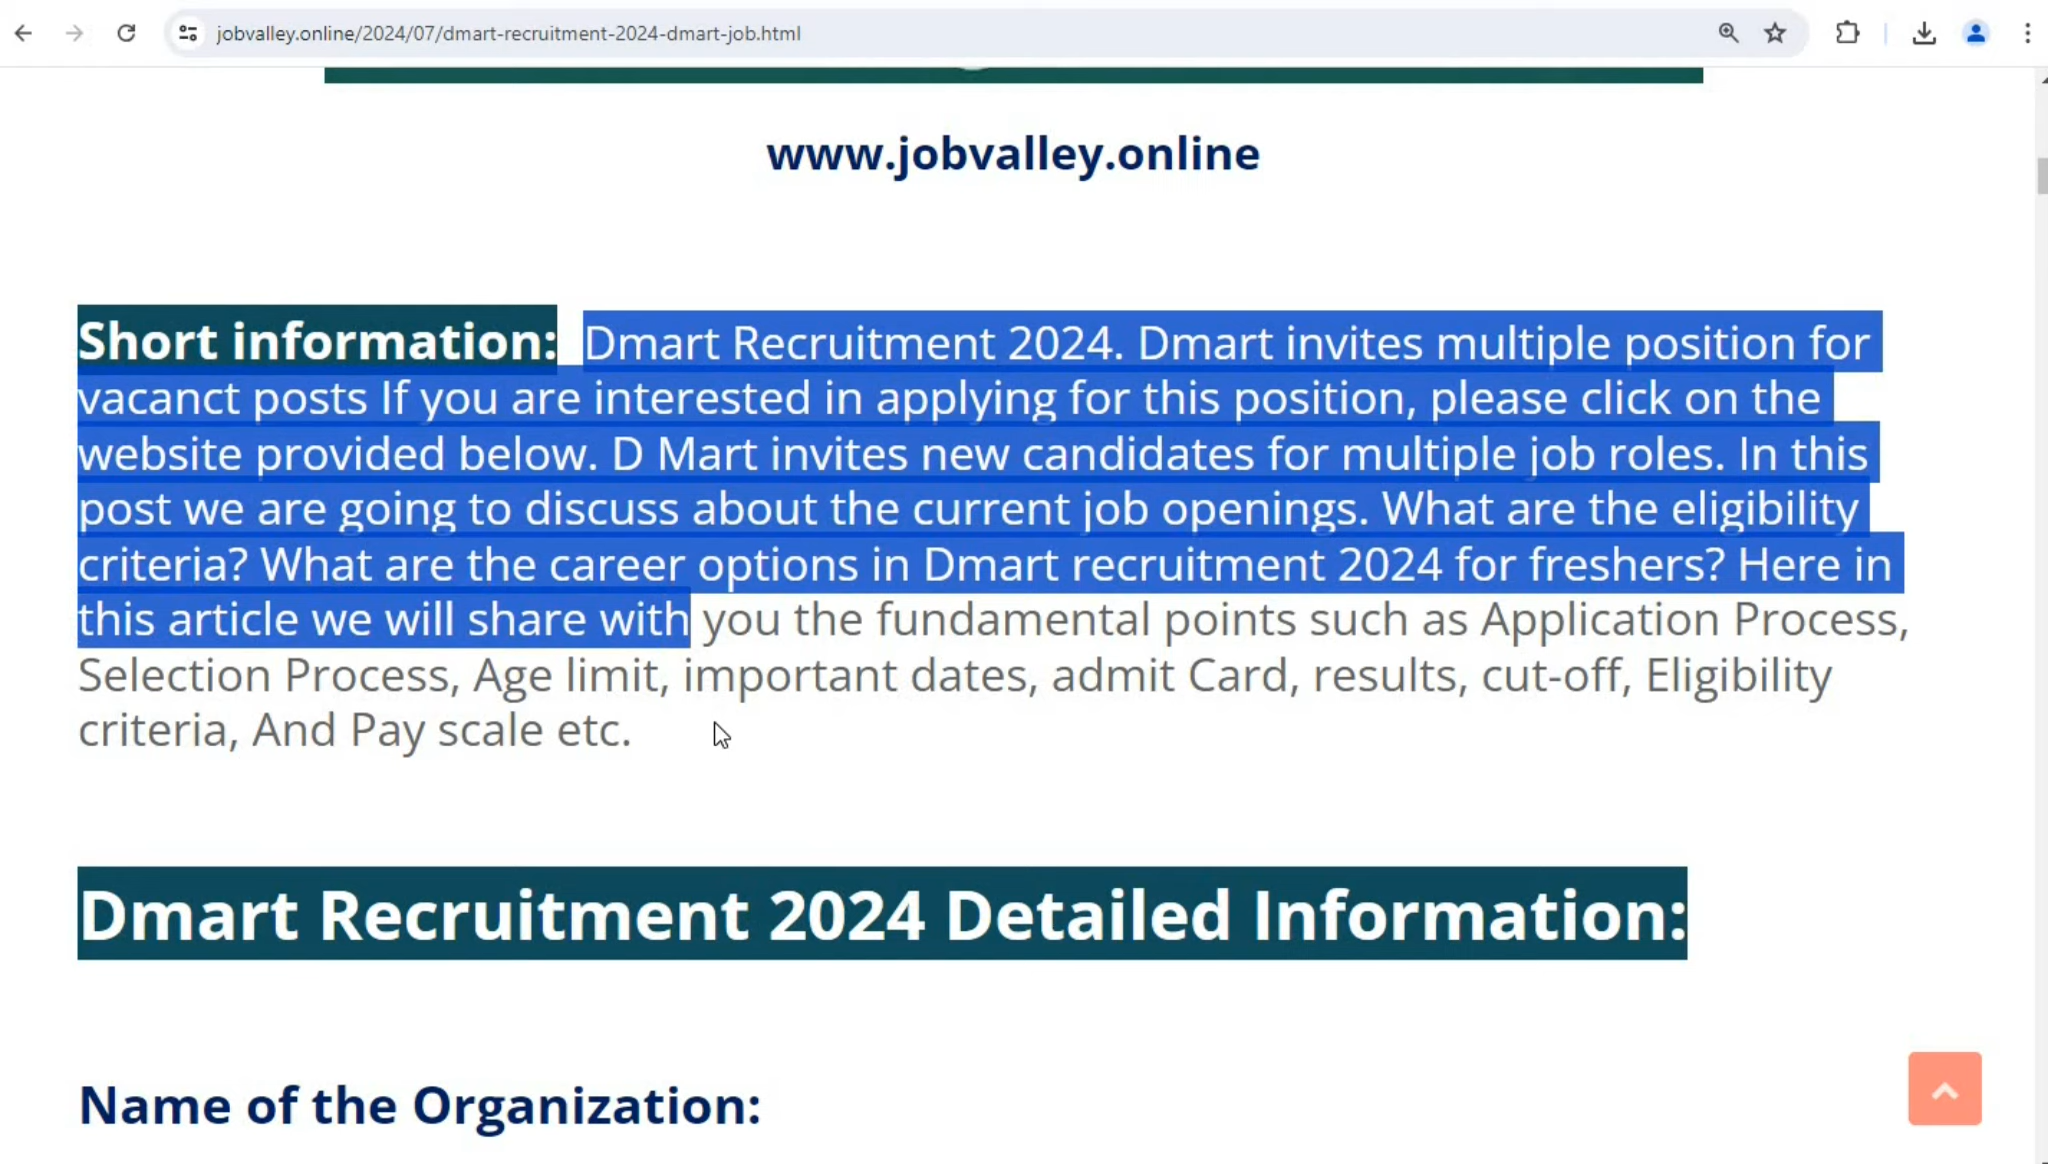 jobvalley.online/2024/07/dmart-recruitment-2024-dmart-job.html
www.jobvalley.online
Short information: Dmart Recruitment 2024. Dmart invites multiple position for
vacanct posts If you are interested in applying for this position, please click on the
website provided below. D Mart invites new candidates for multiple job roles. In this
post we are going to discuss about the current job openings. What are the eligibility
criteria? What are the career options in Dmart recruitment 2024 for freshers? Here in
this article we will share with you the fundamental points such as Application Process,
Selection Process, Age limit, important dates, admit Card, results, cut-off, Eligibility
criteria, And Pay scale etc.
Dmart Recruitment 2024 Detailed Information:
Name of the Organization: